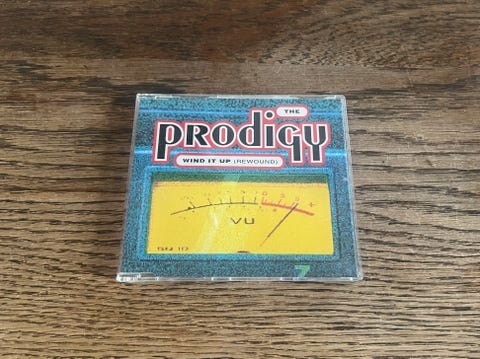 THE
PRODIGY
WIND IT UP (REWOUND)
VU